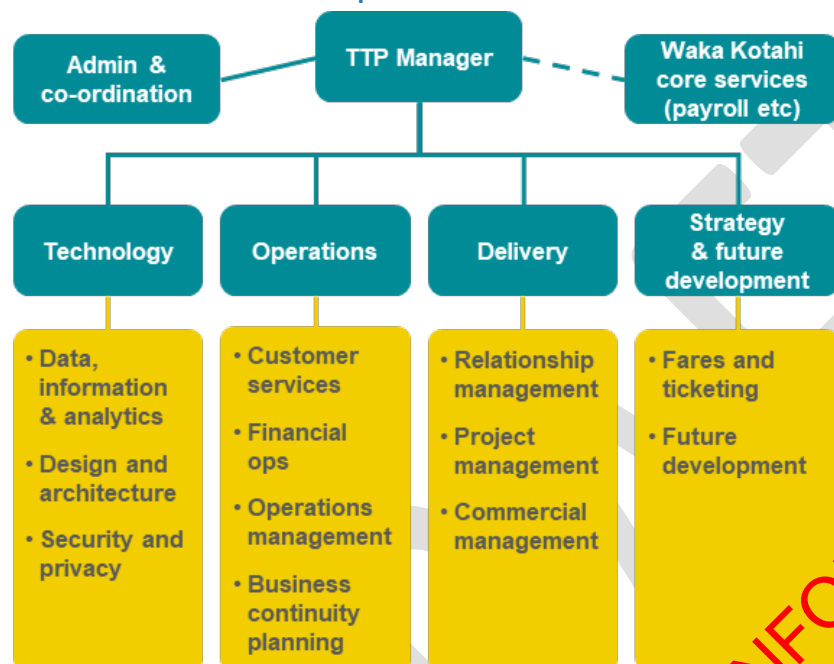 TTP Manager
Admin &
co-ordination
Waka Kotahi
core services
(payroll etc)
Technology
Operations
Delivery
Strategy
& future
development
• Data,
information
& analytics
• Design and
architecture
• Security and
privacy
• Customer
services
• Financial
ops
• Operations
management
• Business
continuity
planning
• Relationship
management
• Project
management
• Commercial
management
• Fares and
ticketing
• Future
development